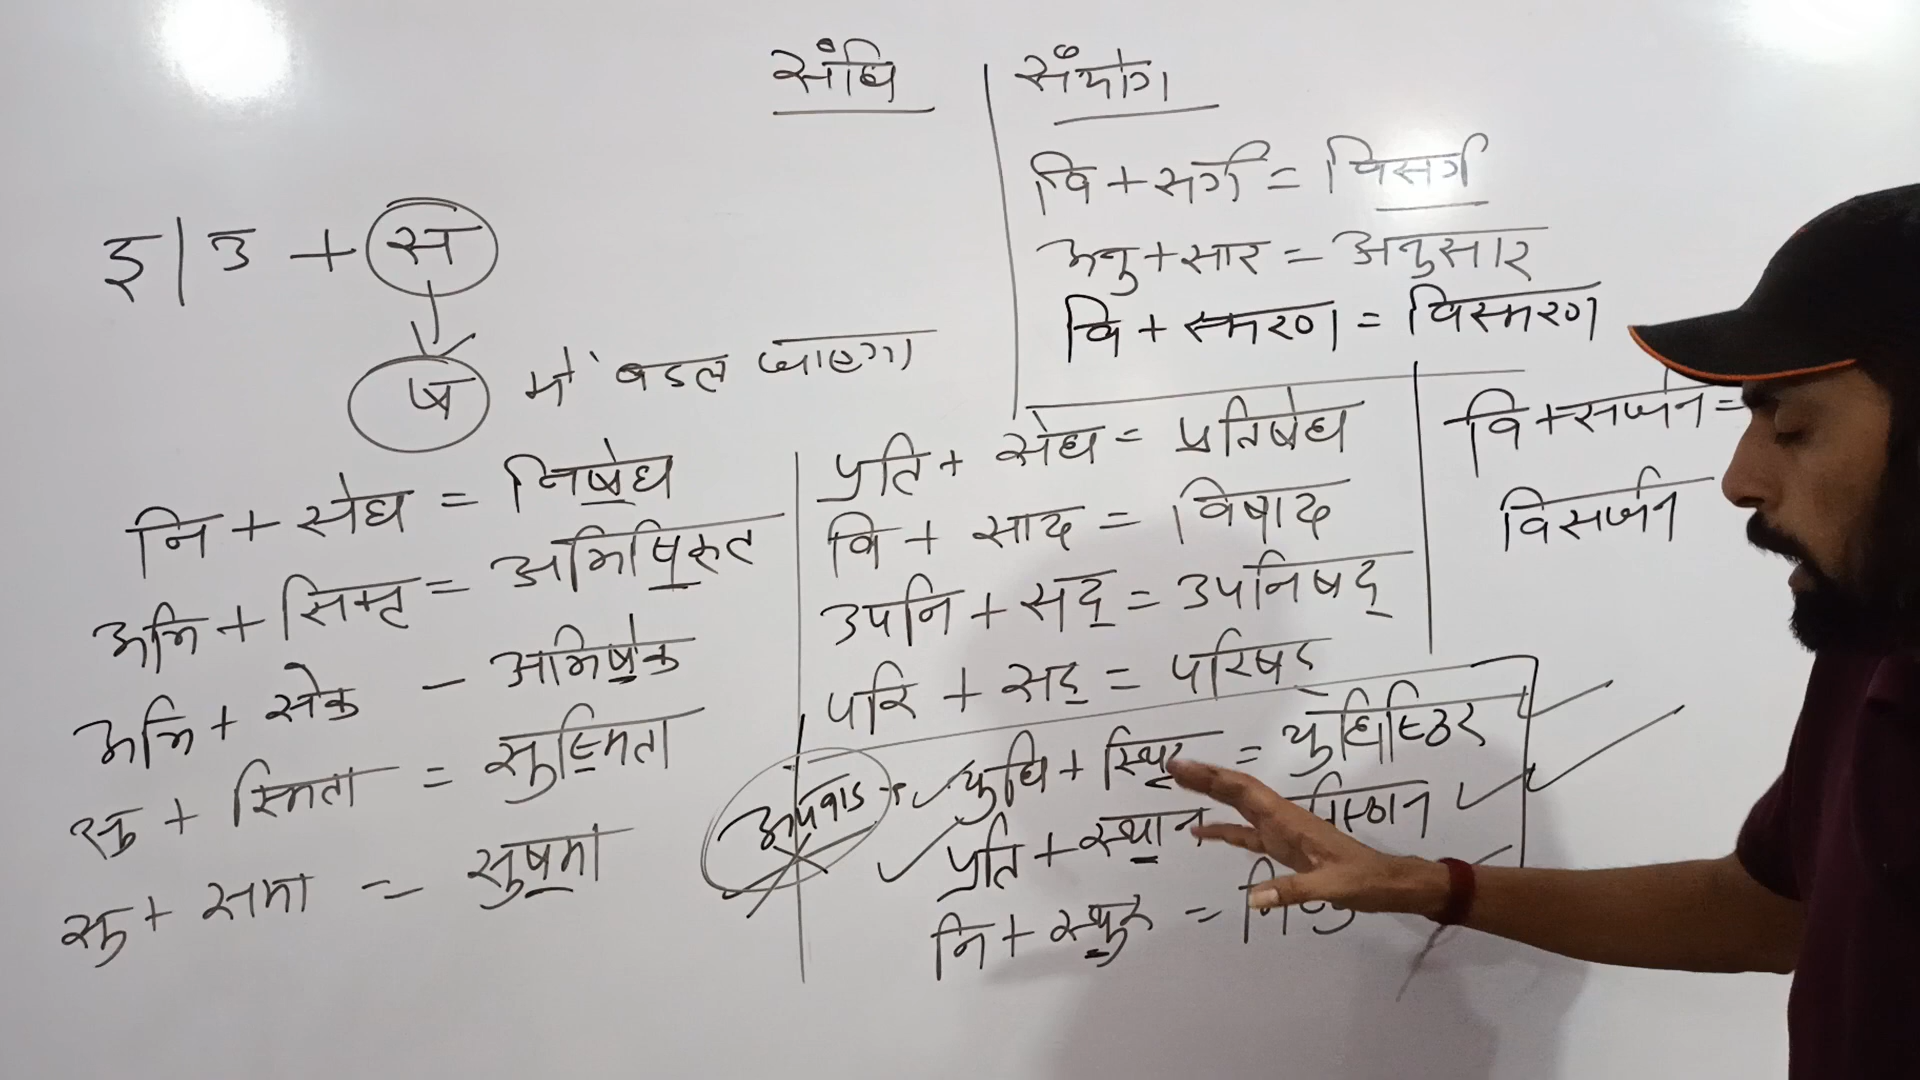 संधि
संयोग
वि + सर्ग = विसर्ग
अनु + सार = अनुसार
वि + स्मरण = विस्मरण
इ | उ + स
ष में बदल जाएगा
नि + सेध = निषेध
अभि + सिक्त = अभिषिक्त
अभि + सेक - अभिषेक
सु + स्मिता = सुष्मिता
सु + समा = सुषमा
प्रति + सेध = प्रतिषेध
वि + साद = विषाद
उपनि + सद् = उपनिषद्
परि + सद् = परिषद्
वि + सर्जन =
विसर्जन
अपवाद
युधि + स्थिर = युधिष्ठिर
प्रति + स्थान
नि + स्थुर =